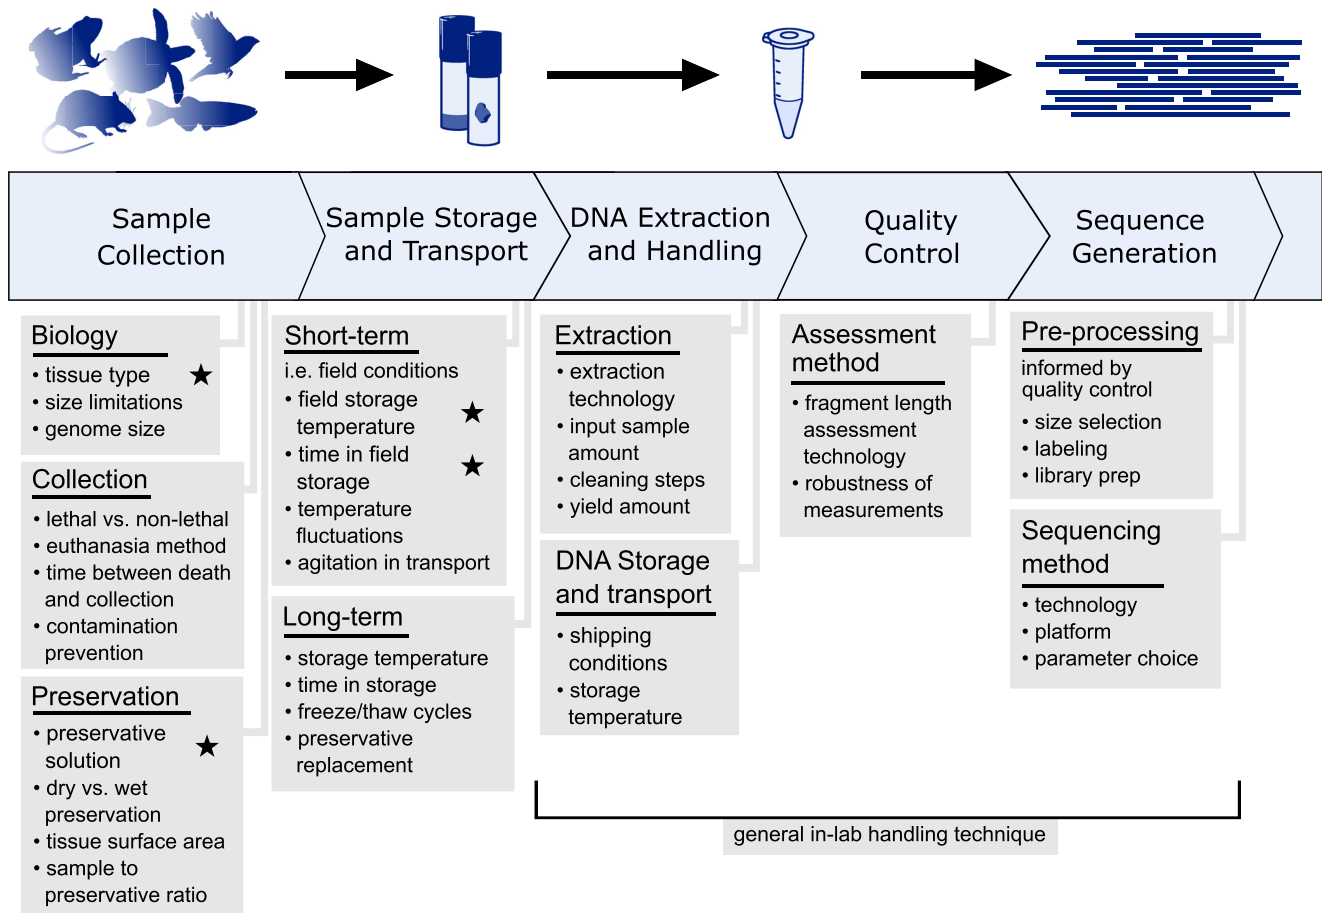 Sample
Collection
Sample Storage
and Transport
DNA Extraction
and Handling
Quality
Control
Sequence
Generation
Biology
• tissue type ★
• size limitations
• genome size
Collection
• lethal vs. non-lethal
• euthanasia method
• time between death
and collection
• contamination
prevention
Preservation
• preservative
solution ★
• dry vs. wet
preservation
• tissue surface area
• sample to
preservative ratio
Short-term
i.e. field conditions
• field storage
temperature ★
• time in field
storage ★
• temperature
fluctuations
• agitation in transport
Long-term
• storage temperature
• time in storage
• freeze/thaw cycles
• preservative
replacement
Extraction
• extraction
technology
• input sample
amount
• cleaning steps
• yield amount
DNA Storage
and transport
• shipping
conditions
• storage
temperature
Assessment
method
• fragment length
assessment
technology
• robustness of
measurements
Pre-processing
informed by
quality control
• size selection
• labeling
• library prep
Sequencing
method
• technology
• platform
• parameter choice
general in-lab handling technique